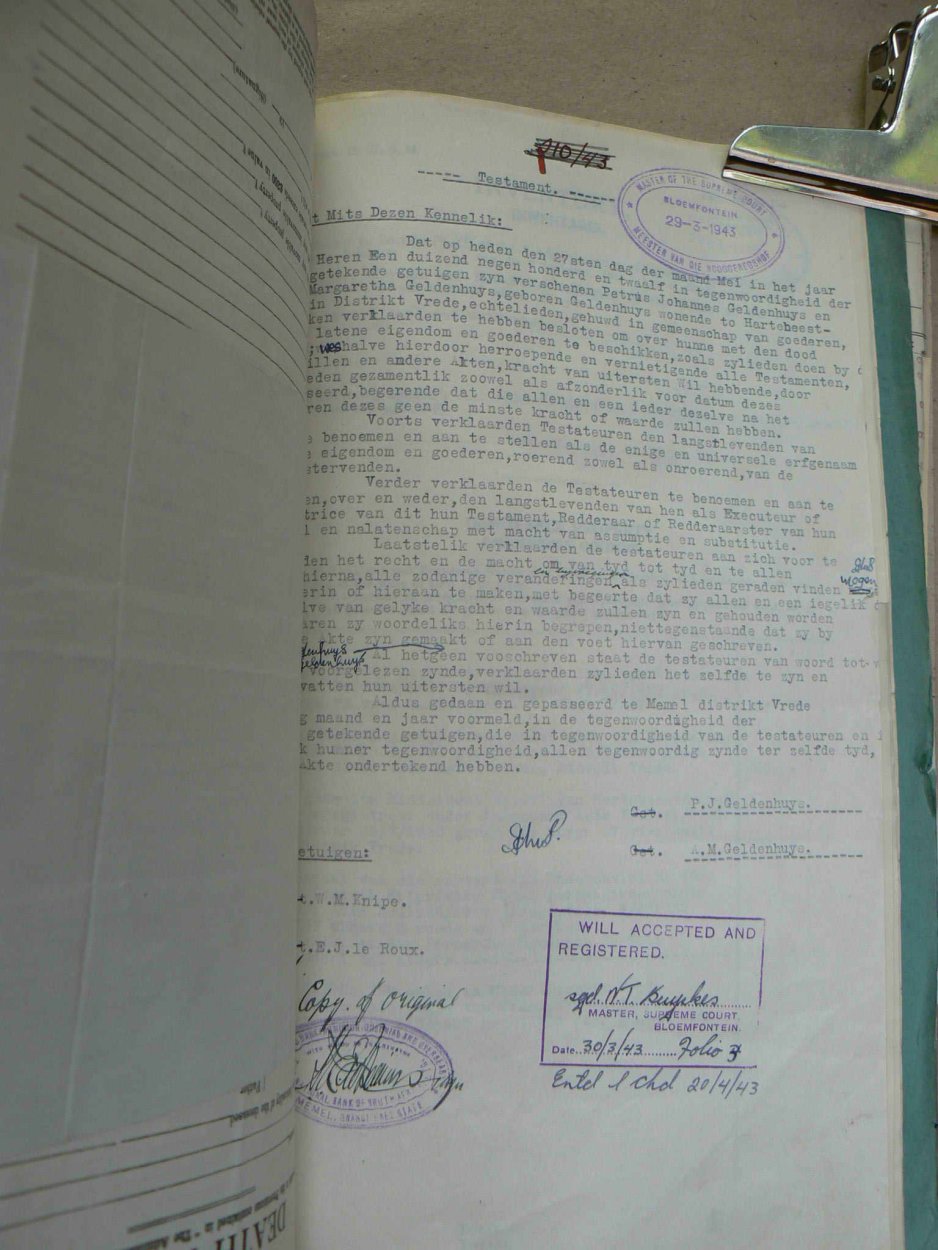 10/43
Testament.
MASTER OF THE SUPREME COURT
BLOEMFONTEIN
29-3-1943
MEESTER VAN DIE HOOGGEREGSHOF
t Mits Dezen Kennelik:
Dat op heden den 27sten dag der maand Mei in het jaar
Heren Een duizend negen honderd en twaalf in tegenwoordigheid der
getekende getuigen zyn verschenen Petrus Johannes Geldenhuys en
Margaretha Geldenhuys,geboren Geldenhuys wonende te Hartebeest-
in Distrikt Vrede,echtelieden,gehuwd in gemeenschap van goederen,
ken verklaarden te hebben besloten om over hunne met den dood
latene eigendom en goederen te beschikken,zoals zylieden doen by d
; weshalve hierdoor herroepende en vernietigende alle Testamenten,
illen en andere Akten,kracht van uitersten Wil hebbende,door
eden gezamentlik zoowel als afzonderlik voor datum dezes
seerd,begerende dat die allen en een ieder dezelve na het
ren dezes geen de minste kracht of waarde zullen hebben.
Voorts verklaarden Testateuren den langstlevenden van
e benoemen en aan te stellen als de enige en universele erfgenaam
e eigendom en goederen,roerend zowel als onroerend,van de
stervenden.
Verder verklaarden de Testateuren te benoemen en aan te
en,over en weder,den langstlevenden van hen als Executeur of
trice van dit hun Testament,Redderaar of Redderaarster van hun
l en nalatenschap met macht van assumptie en substitutie.
Laatstelik verklaarden de testateuren aan zich voor te
den het recht en de macht om van tyd tot tyd en te allen
hierna,alle zodanige veranderingen,als zylieden geraden vinden mogen
erin of hieraan te maken,met begeerte dat zy allen en een iegelik d
lve van gelyke kracht en waarde zullen zyn en gehouden worden
aren zy woordeliks hierin begrepen,niettegenstaande dat zy by
e Akte zyn gemaakt of aan den voet hiervan geschreven.
denhuys
Geldenhuys
Al hetgeen vooschreven staat de testateuren van woord tot-w
voorgelezen zynde,verklaarden zylieden het zelfde te zyn en
vatten hun uitersten wil.
Aldus gedaan en gepasseerd te Memel distrikt Vrede
g maand en jaar voormeld,in de tegenwoordigheid der
getekende getuigen,die in tegenwoordigheid van de testateuren en i
k hunner tegenwoordigheid,allen tegenwoordig zynde ter zelfde tyd,
Akte ondertekend hebben.
Get. P.J.Geldenhuys.
Get. A.M.Geldenhuys.
etuigen:
t.W.M.Knipe.
t.E.J.le Roux.
Copy of original
MEMEL, ORANGE FREE STATE
WILL ACCEPTED AND
REGISTERED.
sgd. N.T.
MASTER, SUPREME COURT.
BLOEMFONTEIN.
Date..30/3/43.......... Folio 3
Entd & Chd 20/4/43
DEATH